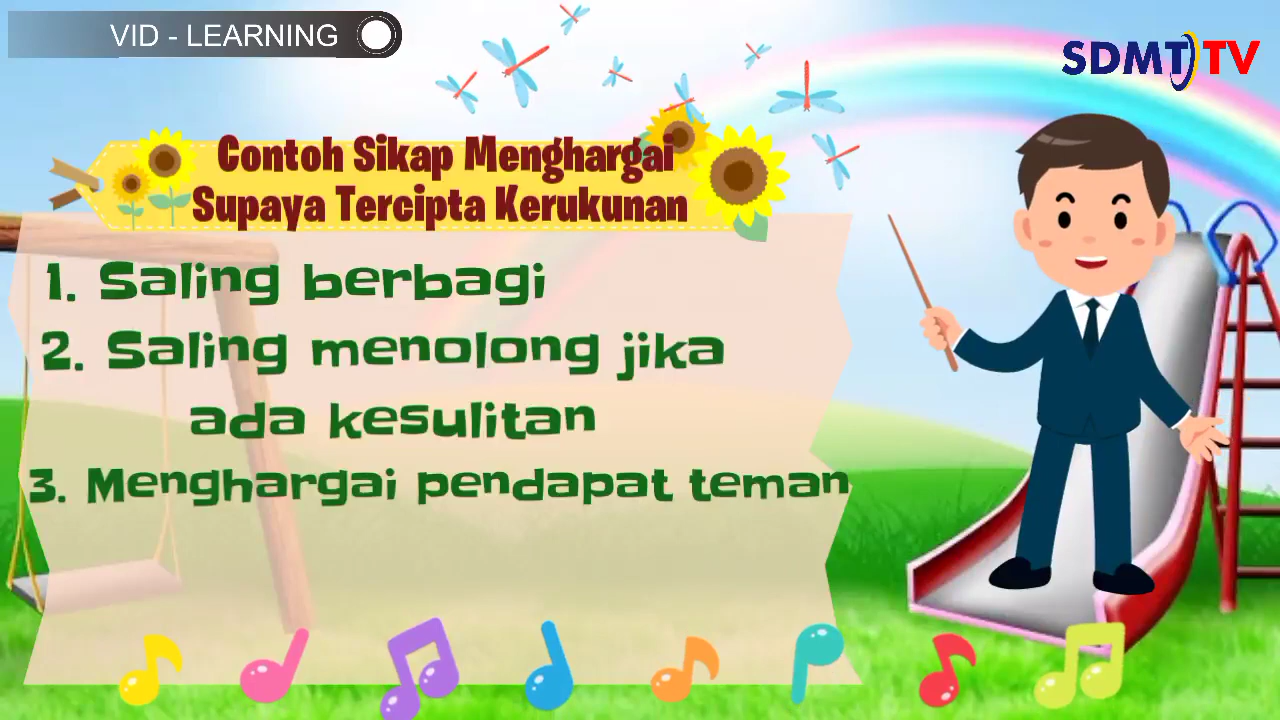 VID - LEARNING
SDMT TV
Contoh Sikap Menghargai
Supaya Tercipta Kerukunan
1. Saling berbagi
2. Saling menolong jika
ada kesulitan
3. Menghargai pendapat teman